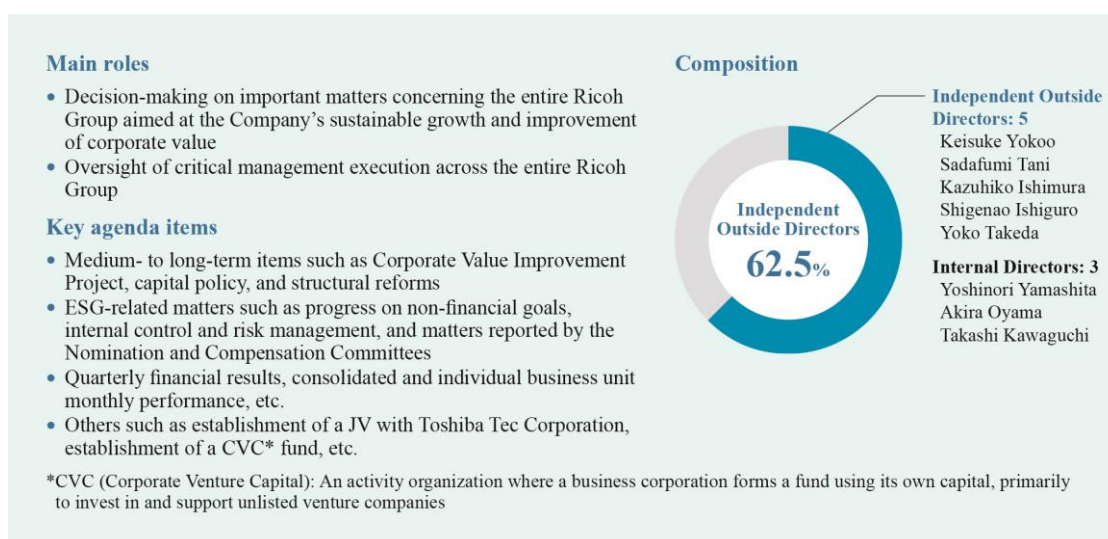 Main roles
• Decision-making on important matters concerning the entire Ricoh
Group aimed at the Company’s sustainable growth and improvement
of corporate value
• Oversight of critical management execution across the entire Ricoh
Group
Key agenda items
• Medium- to long-term items such as Corporate Value Improvement
Project, capital policy, and structural reforms
• ESG-related matters such as progress on non-financial goals,
internal control and risk management, and matters reported by the
Nomination and Compensation Committees
• Quarterly financial results, consolidated and individual business unit
monthly performance, etc.
• Others such as establishment of a JV with Toshiba Tec Corporation,
establishment of a CVC* fund, etc.
Composition
Independent
Outside Directors
62.5%
Independent Outside
Directors: 5
Keisuke Yokoo
Sadafumi Tani
Kazuhiko Ishimura
Shigenao Ishiguro
Yoko Takeda
Internal Directors: 3
Yoshinori Yamashita
Akira Oyama
Takashi Kawaguchi
*CVC (Corporate Venture Capital): An activity organization where a business corporation forms a fund using its own capital, primarily
to invest in and support unlisted venture companies